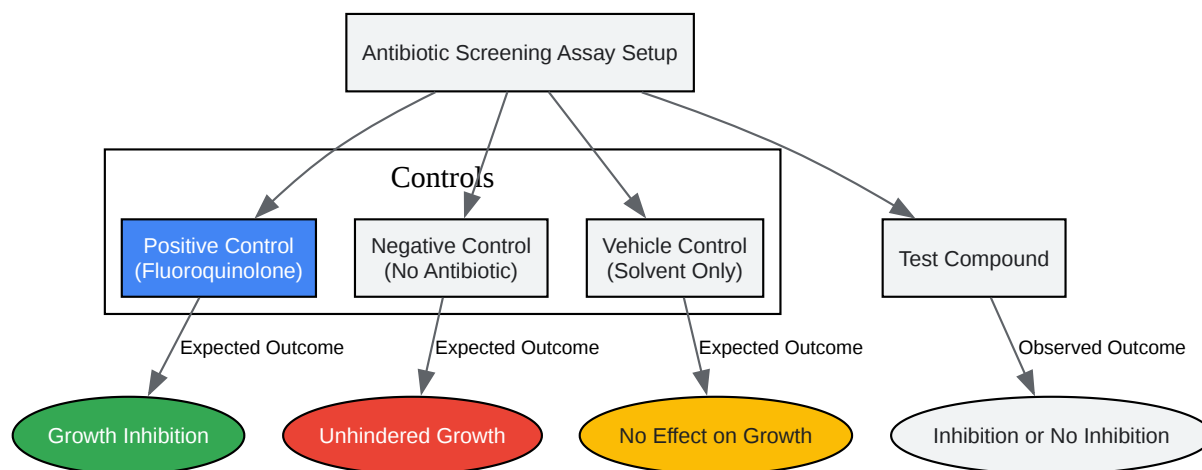 Antibiotic Screening Assay Setup
Controls
Positive Control
(Fluoroquinolone)
Negative Control
(No Antibiotic)
Vehicle Control
(Solvent Only)
Test Compound
Expected Outcome
Expected Outcome
Expected Outcome
Observed Outcome
Growth Inhibition
Unhindered Growth
No Effect on Growth
Inhibition or No Inhibition